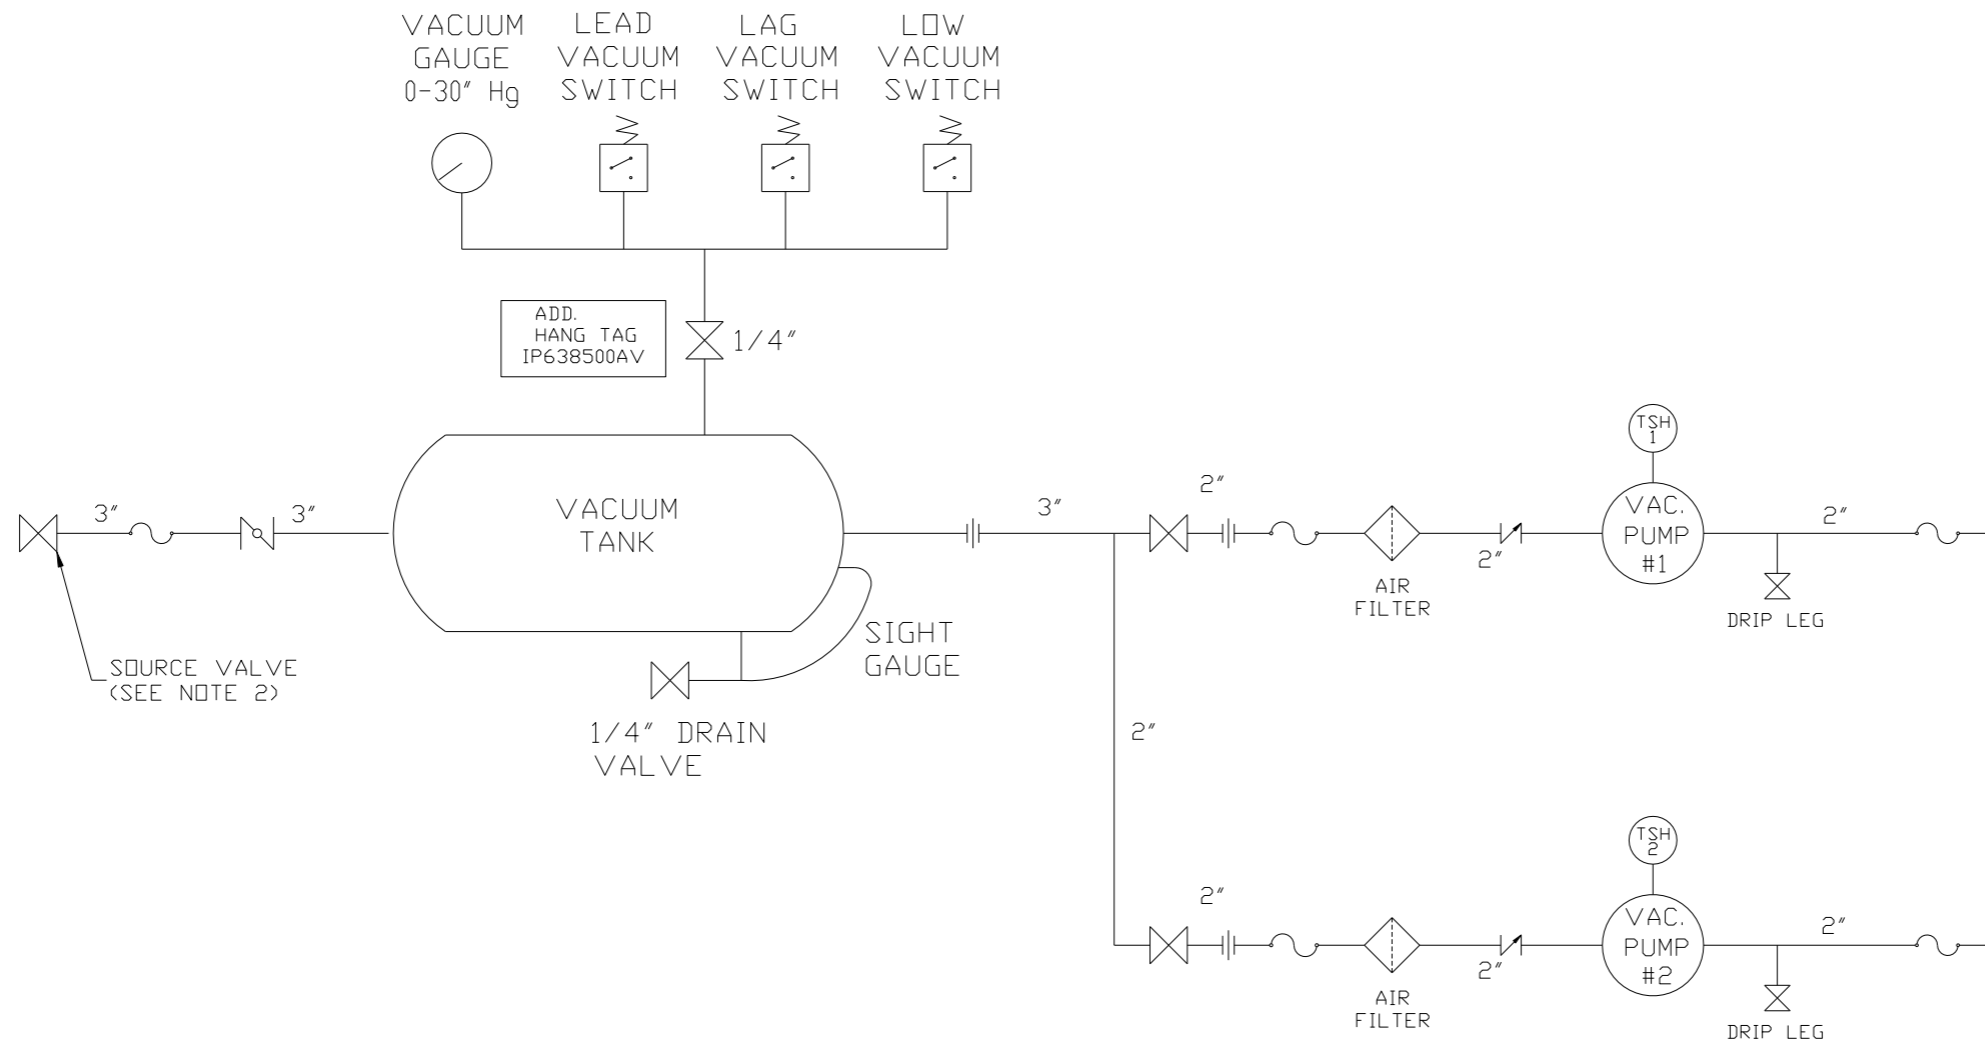 VACUUM
GAUGE
0-30" Hg
LEAD
VACUUM
SWITCH
LAG
VACUUM
SWITCH
LOW
VACUUM
SWITCH
ADD.
HANG TAG
IP638500AV
1/4"
TSH
1
3"
3"
VACUUM
TANK
3"
2"
2"
VAC.
PUMP
#1
2"
AIR
FILTER
DRIP LEG
SIGHT
GAUGE
SOURCE VALVE
(SEE NOTE 2)
1/4" DRAIN
VALVE
2"
TSH
2
2"
2"
VAC.
PUMP
#2
2"
AIR
FILTER
DRIP LEG